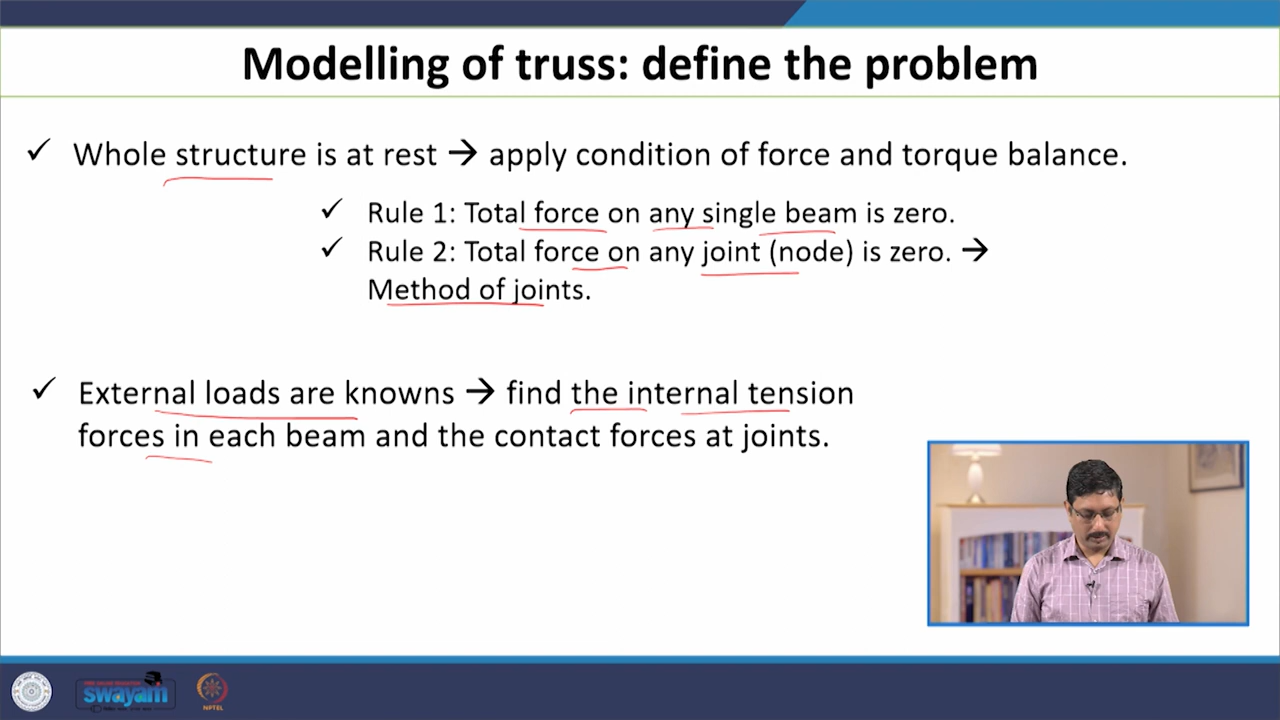 Modelling of truss: define the problem
✓ Whole structure is at rest → apply condition of force and torque balance.
✓ Rule 1: Total force on any single beam is zero.
✓ Rule 2: Total force on any joint (node) is zero. →
Method of joints.
✓ External loads are knowns → find the internal tension
forces in each beam and the contact forces at joints.
swayam
NPTEL